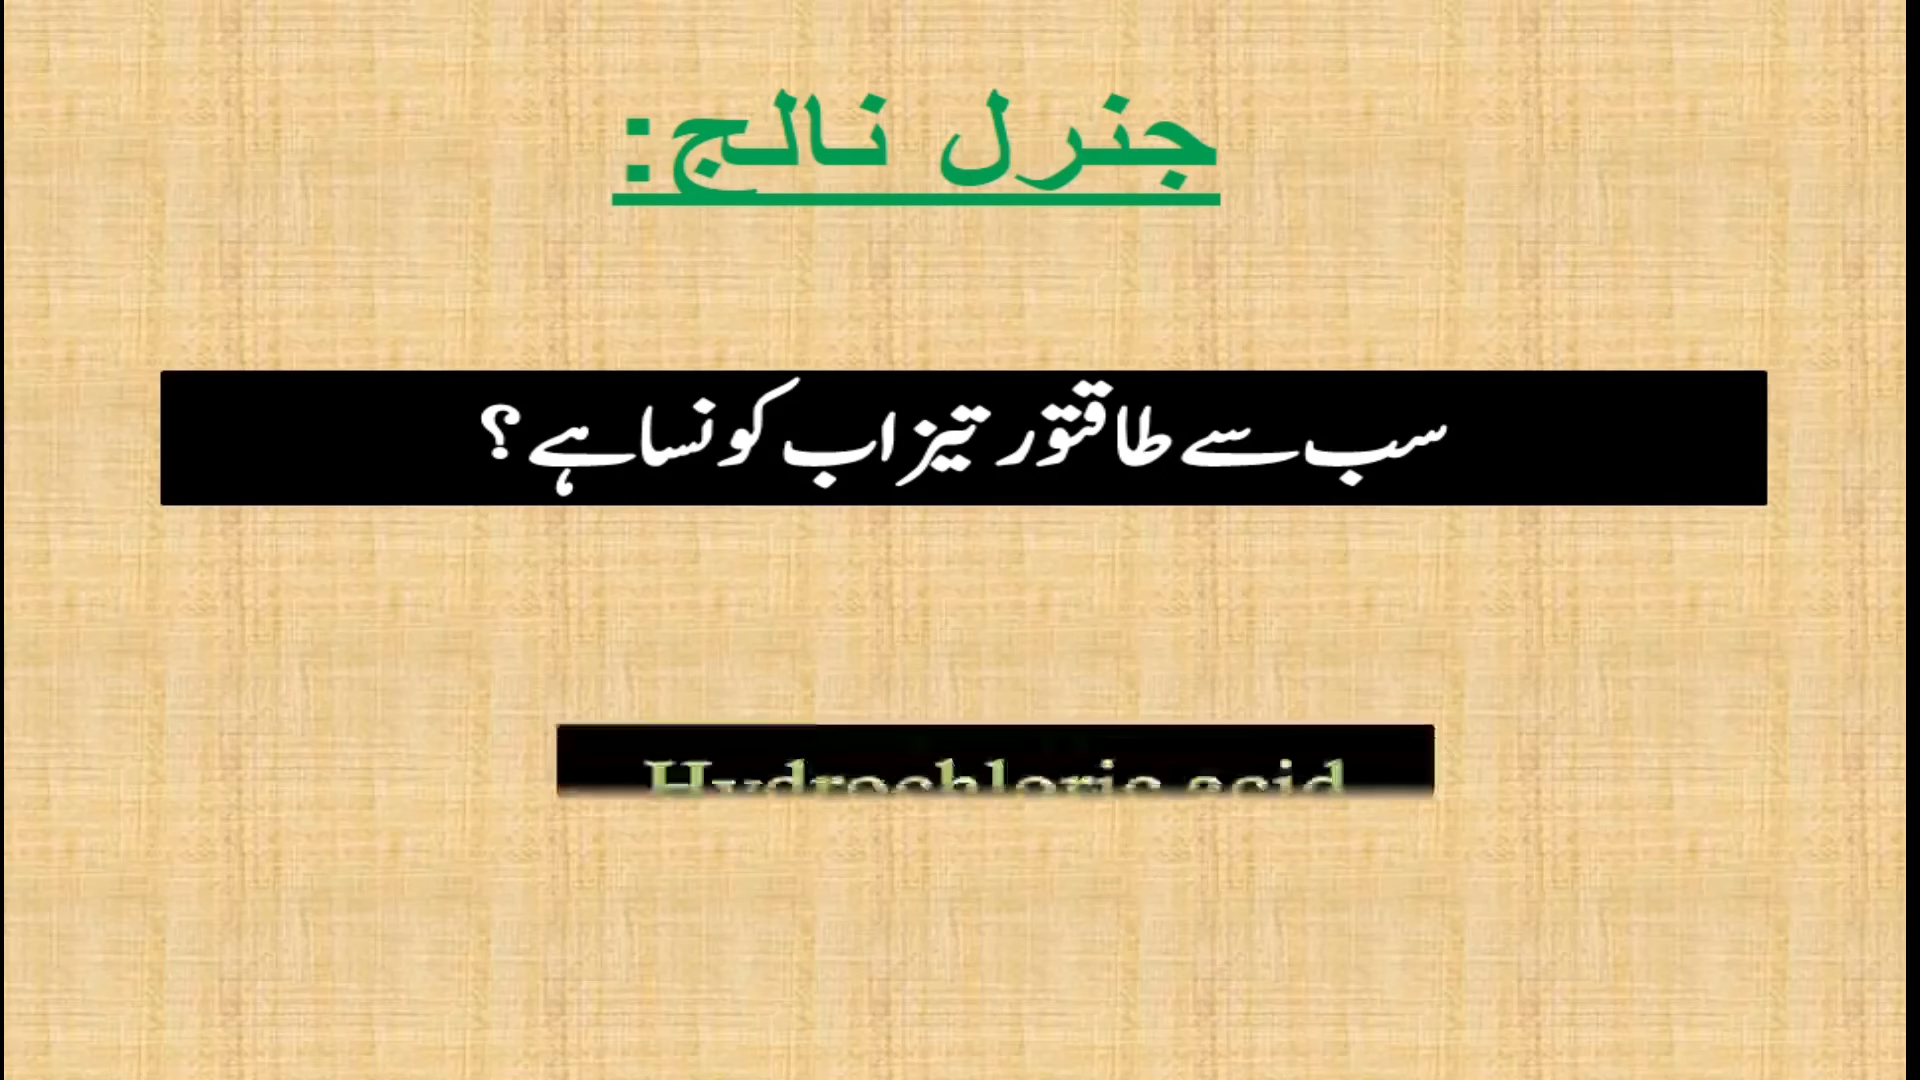 جنرل نالج:
سب سے طاقتور تیزاب کونسا ہے؟
Hydrochloric acid